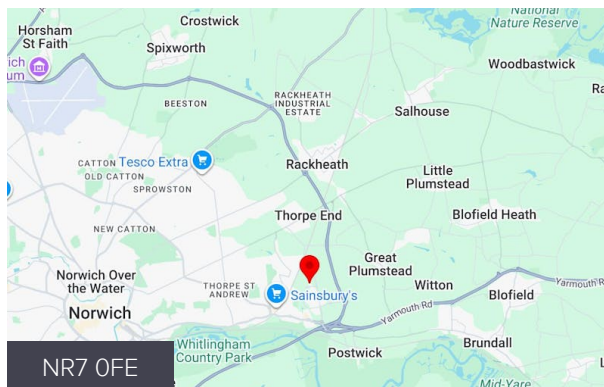 National
Nature Reserve
Crostwick
Horsham
St Faith
Spixworth
Woodbastwick
BEESTON
RACKHEATH
INDUSTRIAL
ESTATE
Salhouse
CATTON
Tesco Extra
OLD CATTON
SPROWSTON
Rackheath
Little
Plumstead
NEW CATTON
Thorpe End
Blofield Heath
Great
Plumstead
Norwich Over
the Water
THORPE ST
ANDREW
Sainsbury's
Witton
Blofield
Yarmouth Rd
Yarmouth Rd
Norwich
Whitlingham
Country Park
Postwick
Brundall
NR7 0FE
Mid-Yare